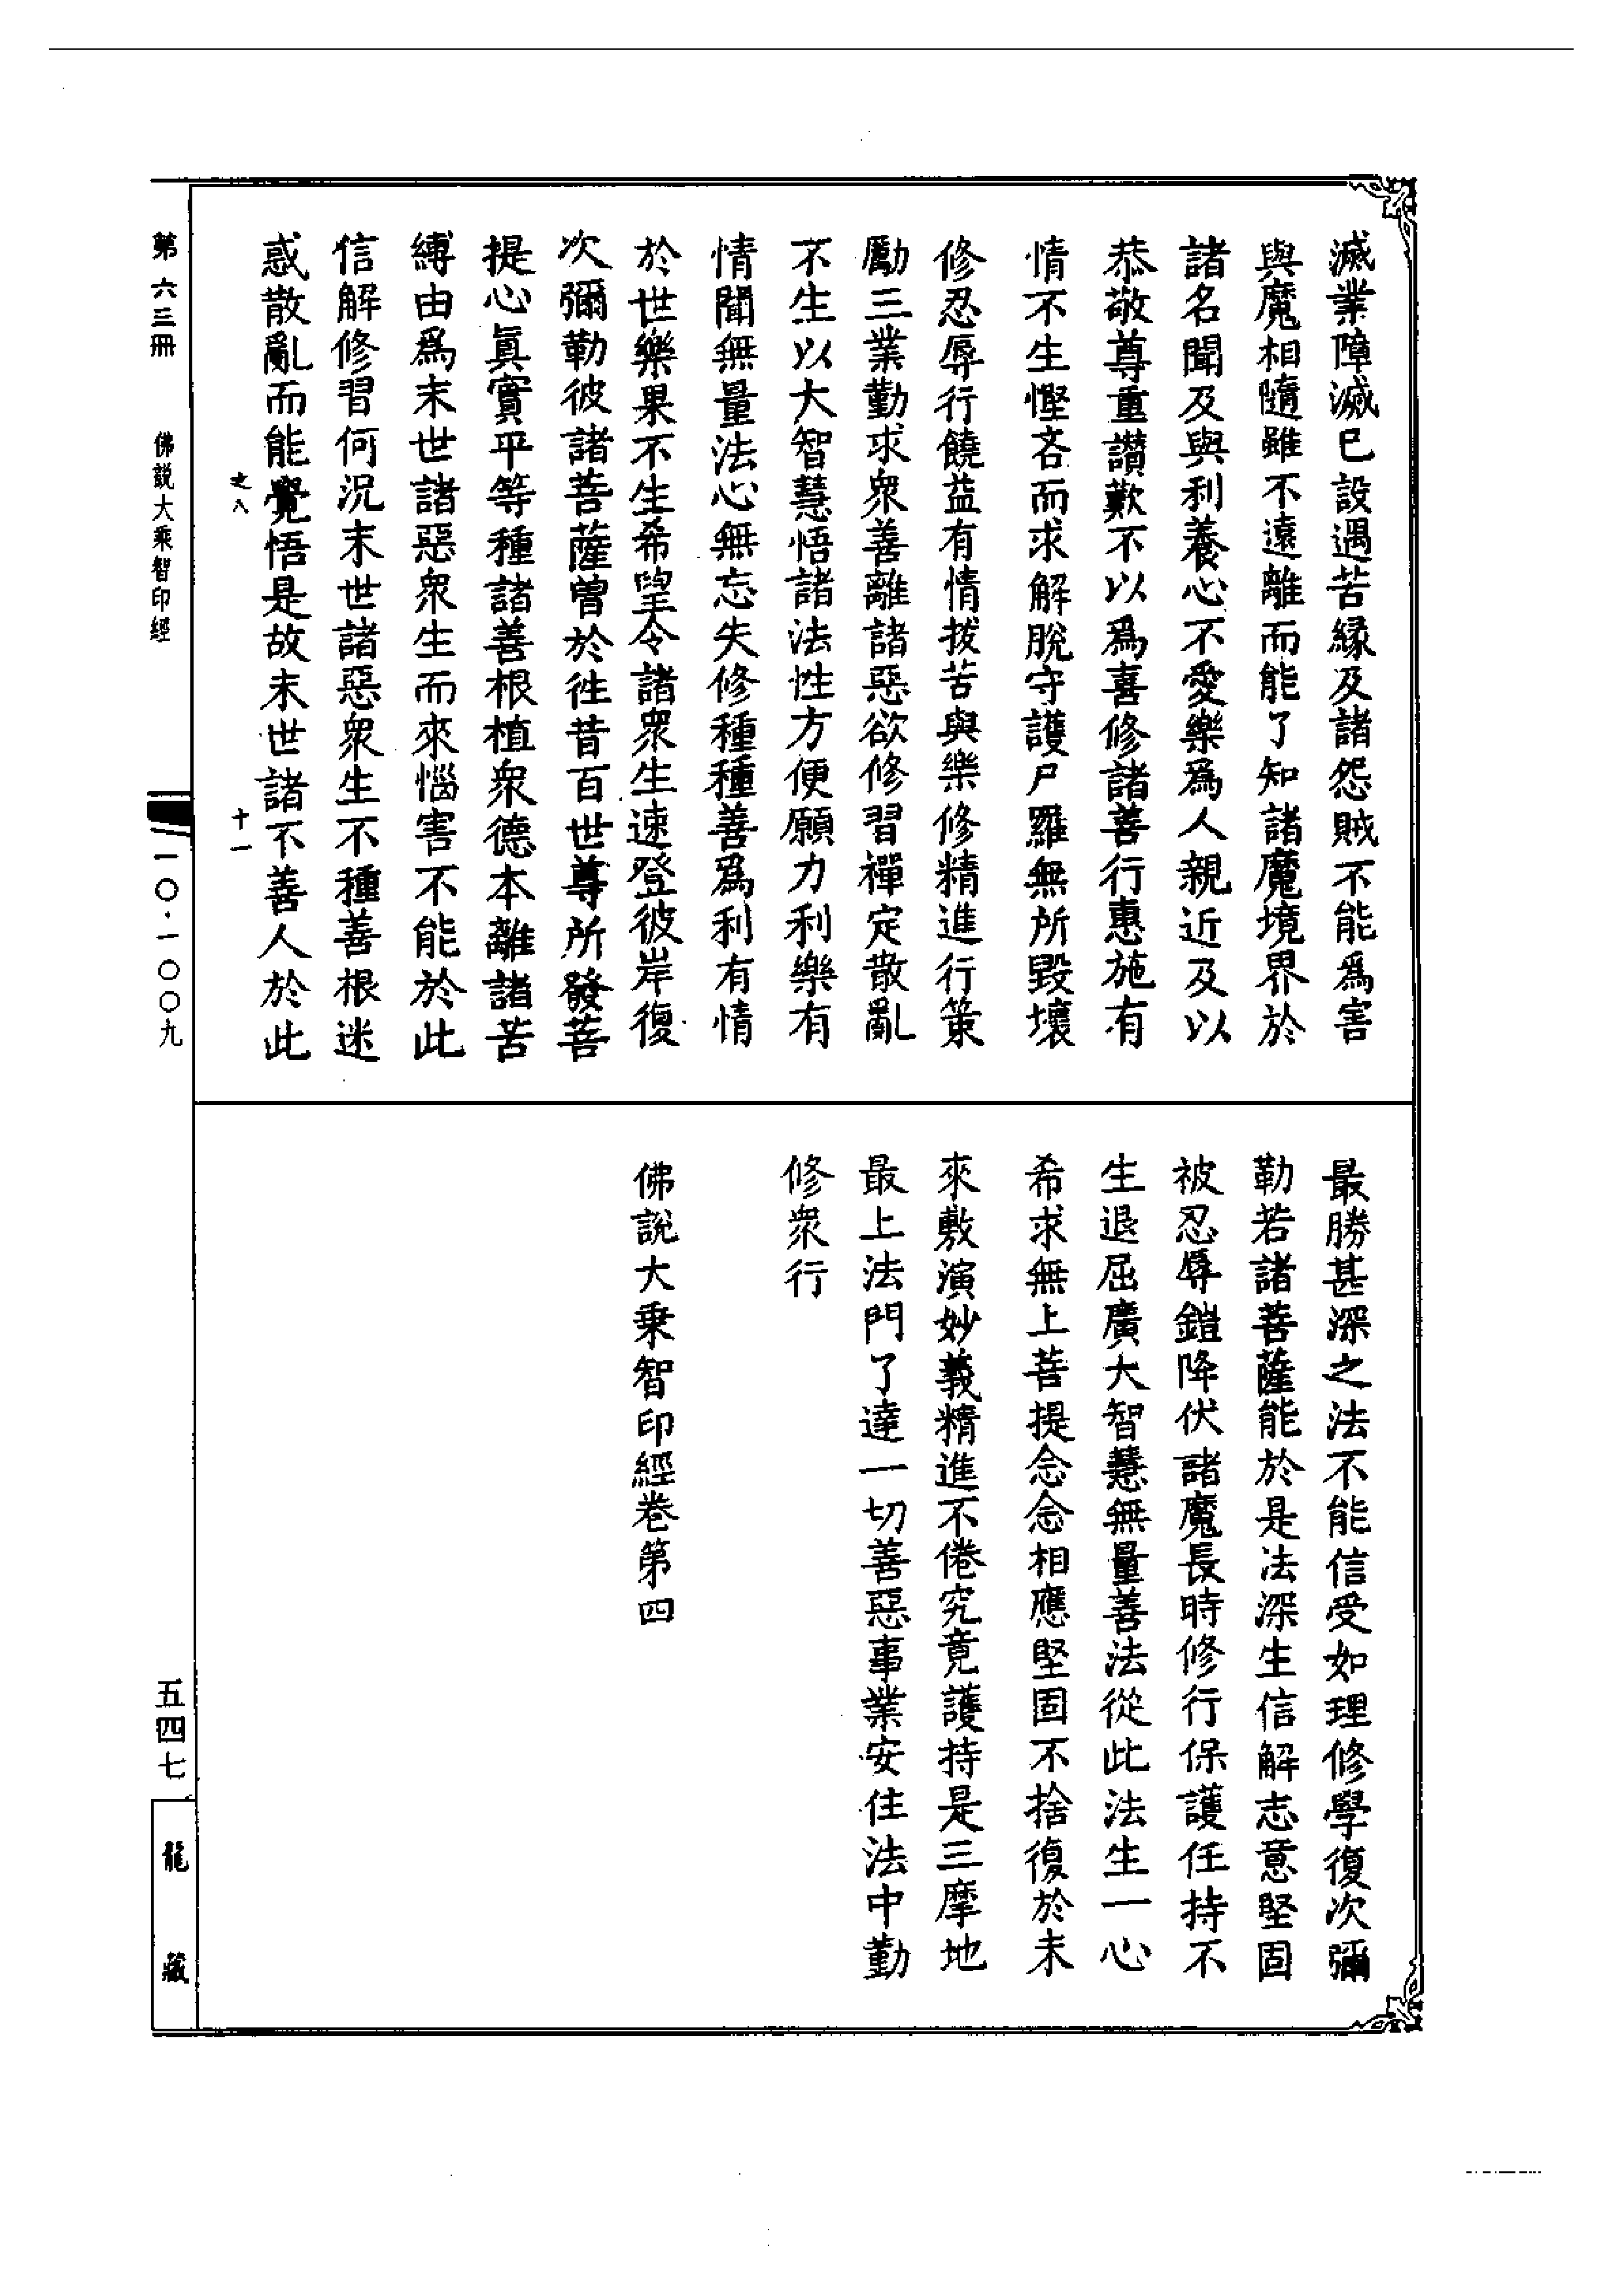 滅業障滅已設遇苦縁及諸怨賊不能爲害
與魔相隨雖不遠離而能了知諸魔境界於
諸名聞及與利養心不愛樂爲人親近及以
恭敬尊重讃歎不以爲喜修諸善行惠施有
情不生慳吝而求解脫守護尸羅無所毀壞
修忍辱行饒益有情拔苦與樂修精進行策
勵三業勤求衆善離諸惡欲修習禪定散亂
不生以大智慧悟諸法性方便願力利樂有
情聞無量法心無忘失修種種善爲利有情
於世樂果不生希望令諸衆生速登彼岸復
次彌勒彼諸菩薩曾於徃昔百世尊所發菩
提心眞實平等種諸善根植衆德本離諸苦
縛由爲末世諸惡衆生而來惱害不能於此
信解修習何況末世諸惡衆生不種善根迷
惑散亂而能覺悟是故末世諸不善人於此
之八
十一
最勝甚深之法不能信受如理修學復次彌
勒若諸菩薩能於是法深生信解志意堅固
被忍辱鎧降伏諸魔長時修行保護任持不
生退屈廣大智慧無量善法從此法生一心
希求無上菩提念念相應堅固不捨復於未
來敷演妙義精進不倦究竟護持是三摩地
最上法門了達一切善惡事業安住法中勤
修衆行
佛説大乗智印經卷第四
第六三冊
佛説大乘智印經
一〇·一〇〇九
五四七
龍藏